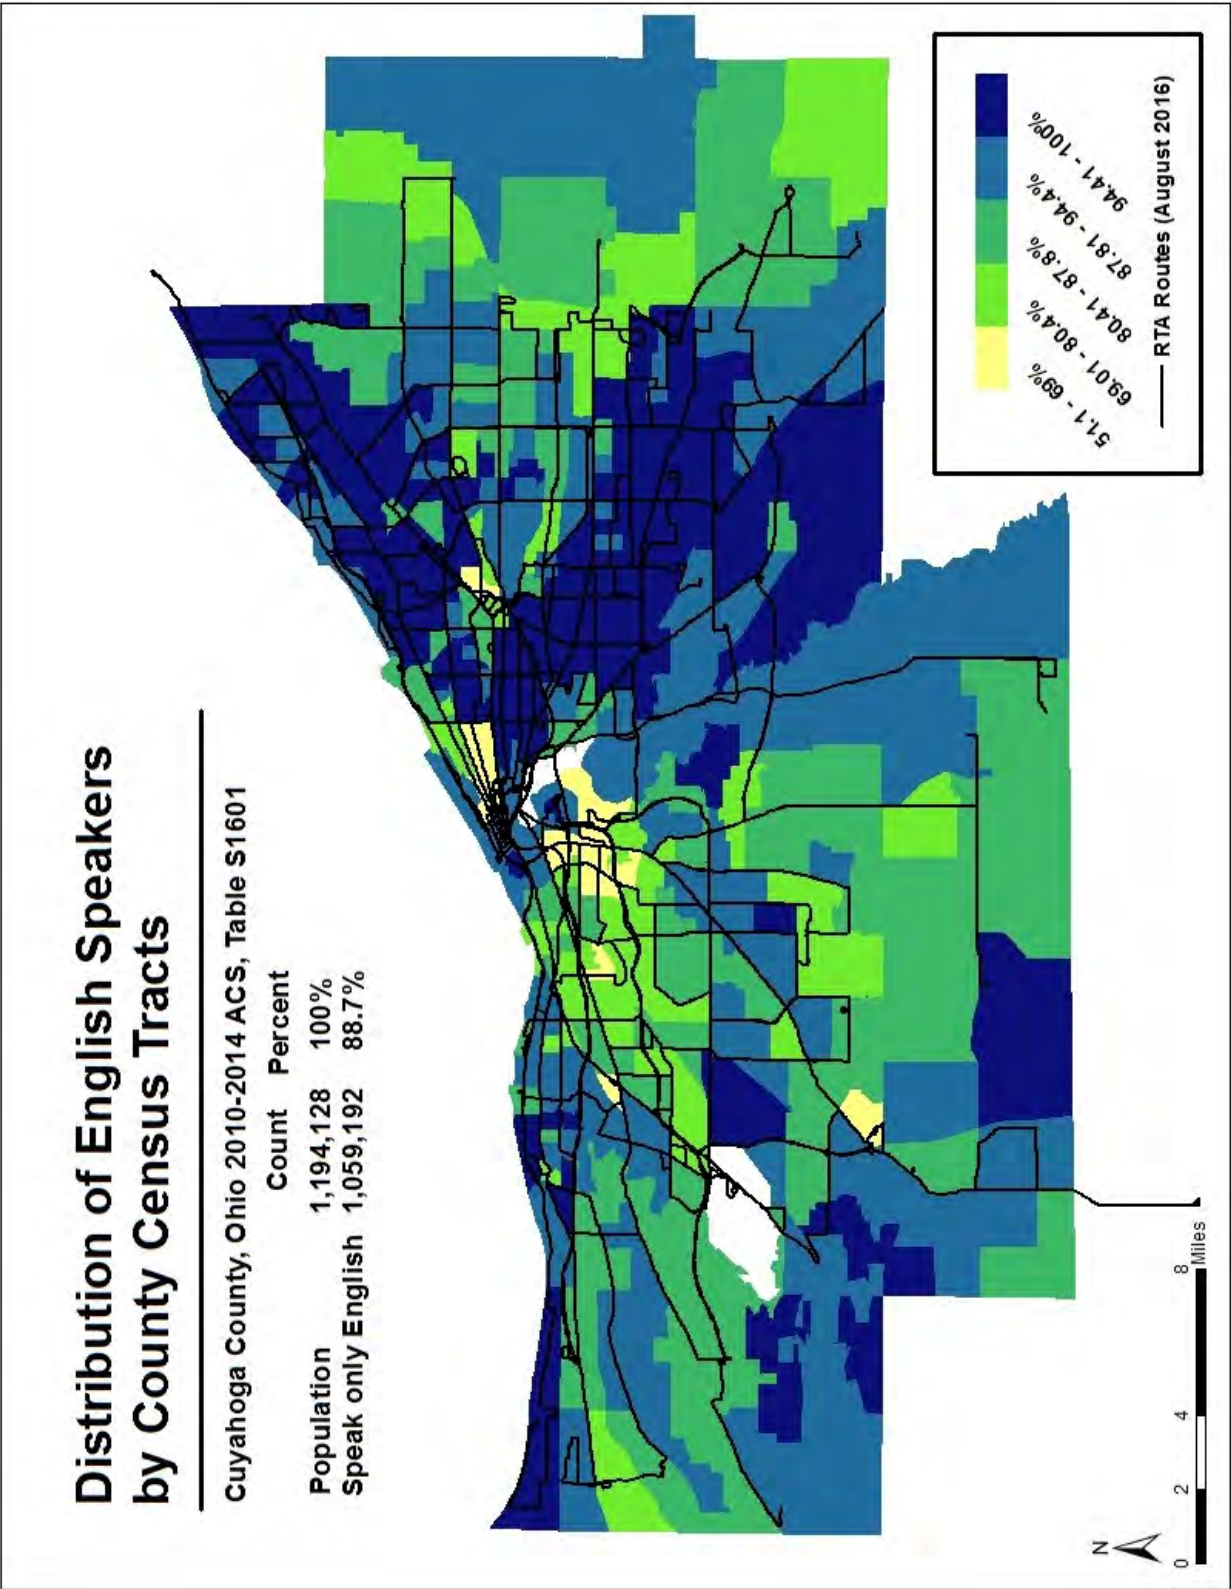 Distribution of English Speakers
by County Census Tracts
Cuyahoga County, Ohio 2010-2014 ACS, Table S1601
Count Percent
Population 1,194,128 100%
Speak only English 1,059,192 88.7%
51.1 - 69%
69.01 - 80.4%
80.41 - 87.8%
87.81 - 94.4%
94.41 - 100%
RTA Routes (August 2016)
N
0 2 4 8
Miles